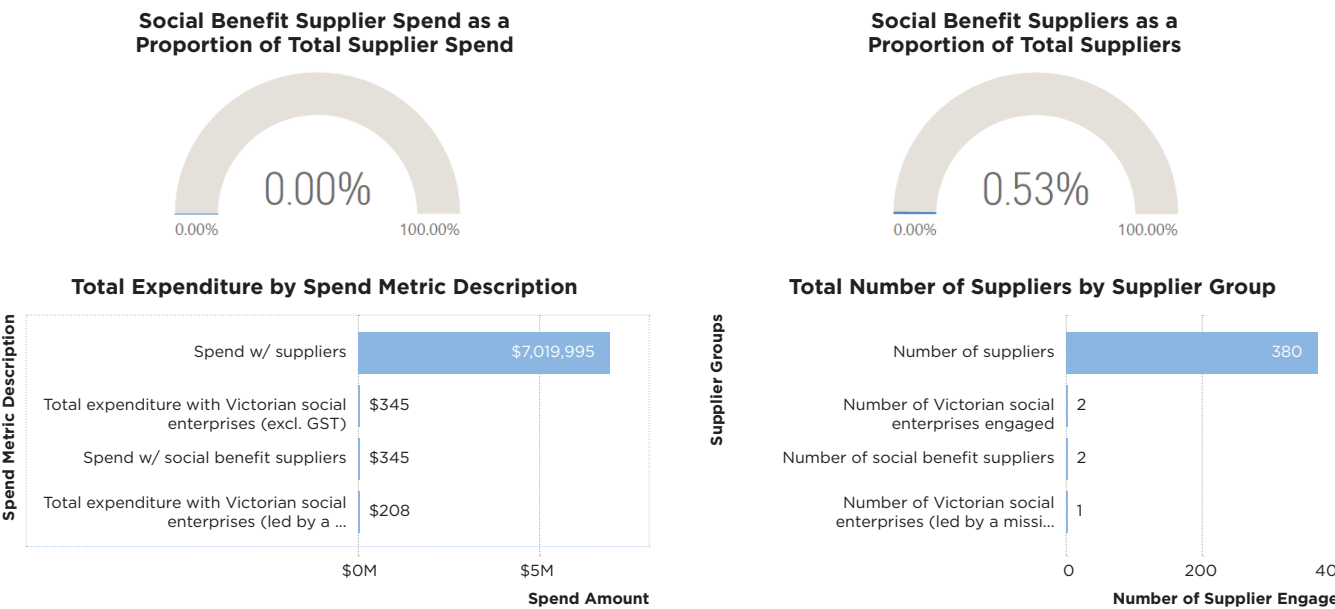 Social Benefit Supplier Spend as a
Proportion of Total Supplier Spend
0.00%
0.00%
100.00%
Social Benefit Suppliers as a
Proportion of Total Suppliers
0.53%
0.00%
100.00%
Total Expenditure by Spend Metric Description
Spend Metric Description
Spend w/ suppliers
$7,019,995
Total expenditure with Victorian social
enterprises (excl. GST)
$345
Spend w/ social benefit suppliers
$345
Total expenditure with Victorian social
enterprises (led by a ...
$208
$0M
$5M
Spend Amount
Total Number of Suppliers by Supplier Group
Supplier Groups
Number of suppliers
380
Number of Victorian social
enterprises engaged
2
Number of social benefit suppliers
2
Number of Victorian social
enterprises (led by a missi...
1
0
200
40
Number of Supplier Engage